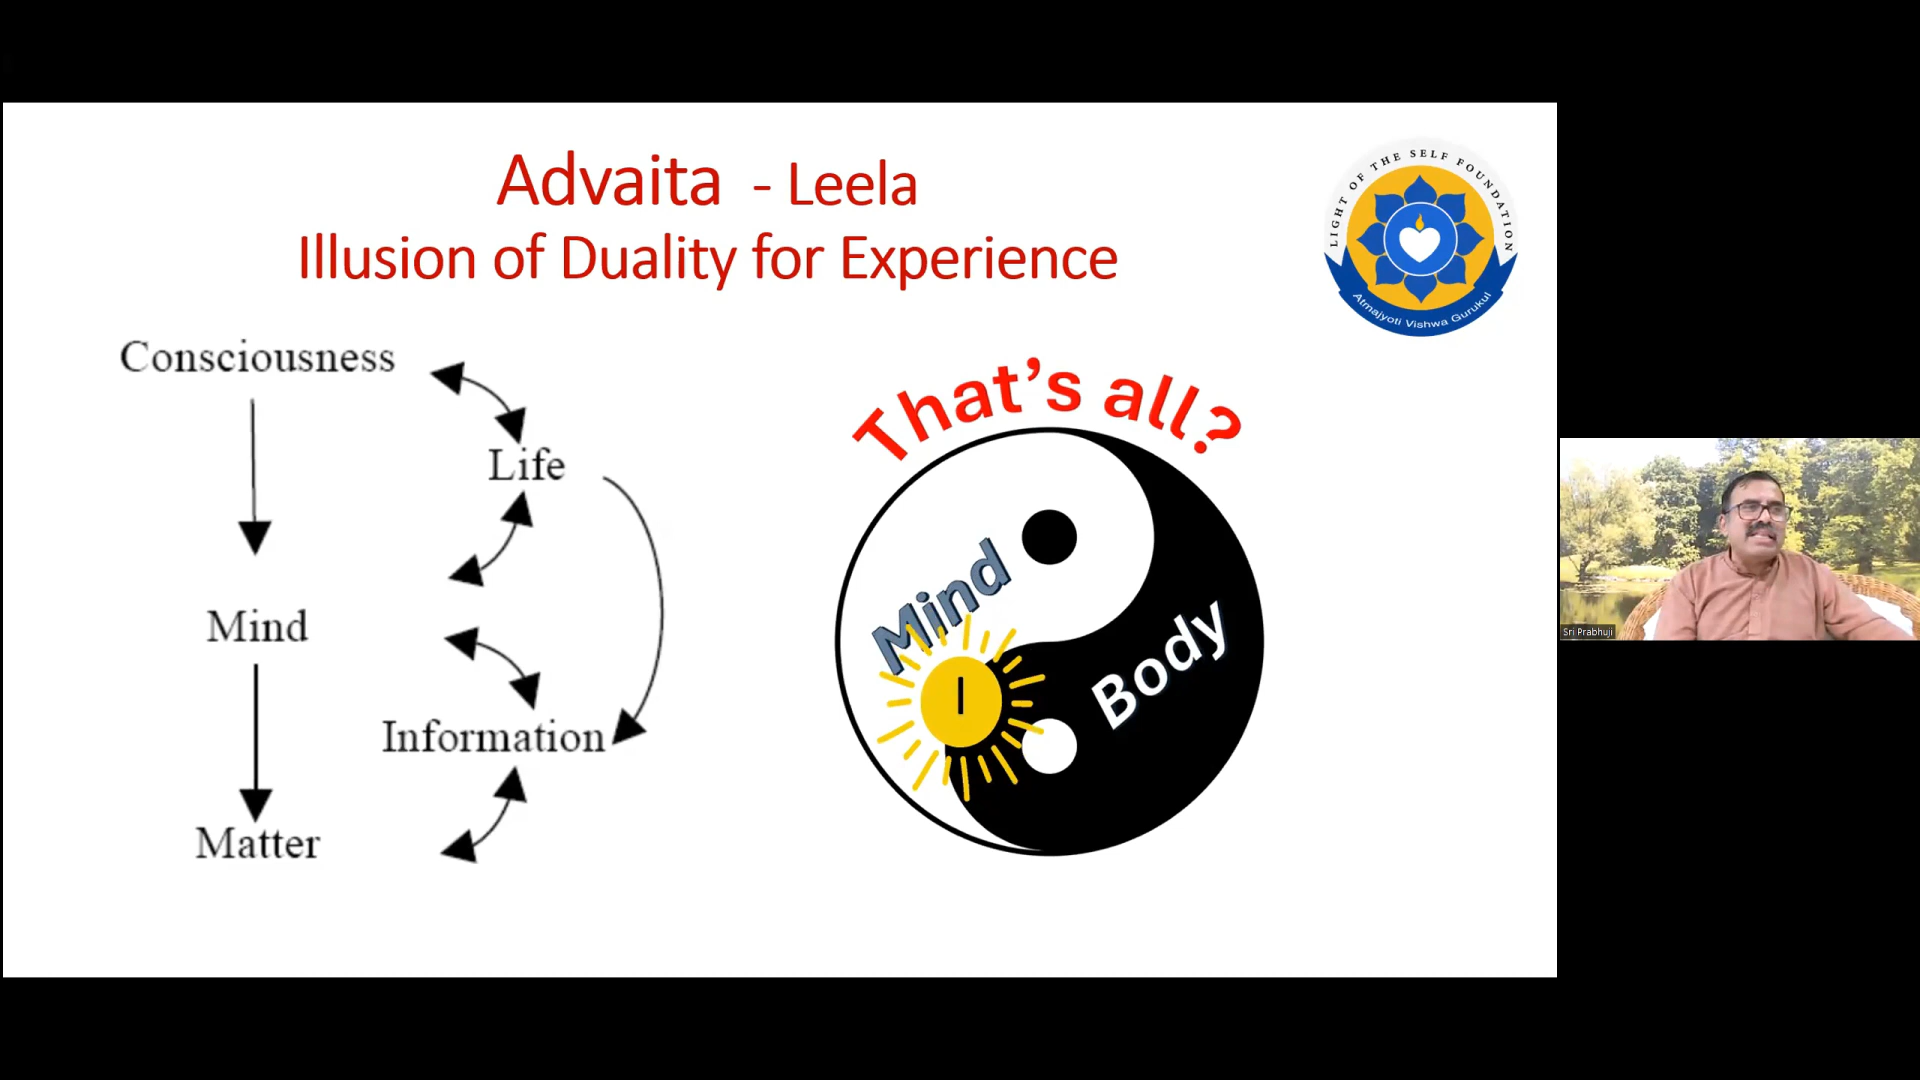 Advaita - Leela
Illusion of Duality for Experience
LIGHT OF THE SELF FOUNDATION
Atmajyoti Vishwa Gurukul
Consciousness
Life
Mind
Information
Matter
That's all?
Mind
I
Body
Sri Prabhuji